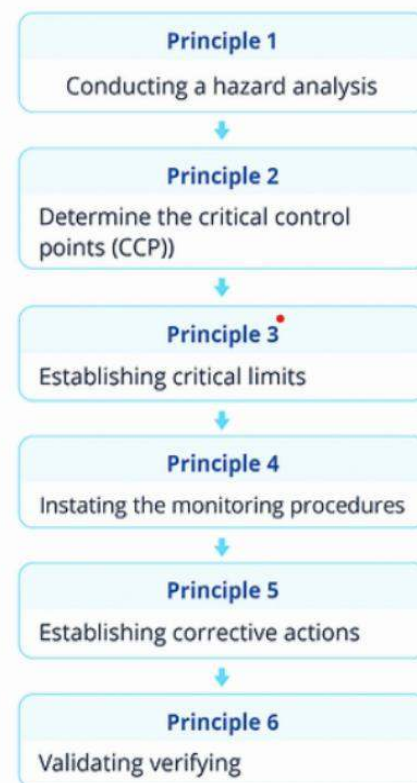 Principle 1
Conducting a hazard analysis
Principle 2
Determine the critical control
points (CCP))
Principle 3
Establishing critical limits
Principle 4
Instating the monitoring procedures
Principle 5
Establishing corrective actions
Principle 6
Validating verifying